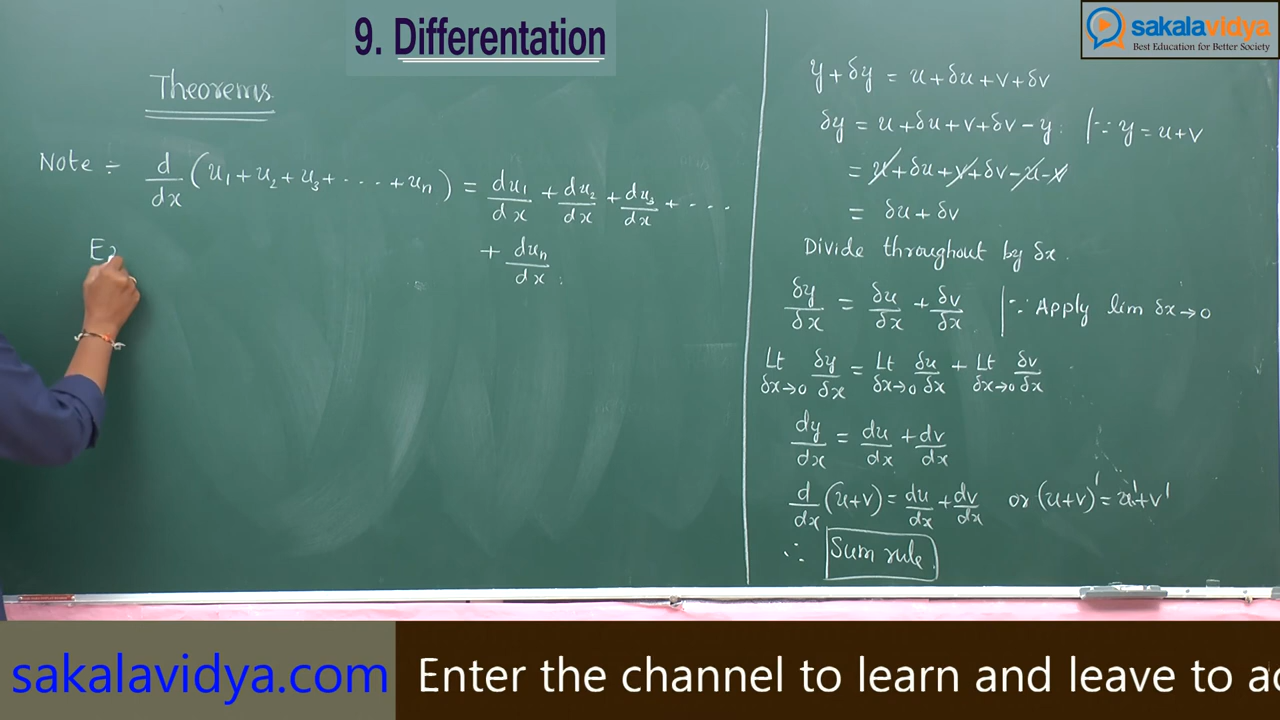 9. Differentation
sakalavidya
Best Education for Better Society
Theorems
Note ÷ d/dx (u₁ + u₂ + u₃ + . . . . + uₙ) = du₁/dx + du₂/dx + du₃/dx + . . . .
+ duₙ/dx .
Ex
y + δy = u + δu + v + δv
δy = u + δu + v + δv − y. | ∵ y = u + v
= u + δu + v + δv − u − v
= δu + δv
Divide throughout by δx.
δy/δx = δu/δx + δv/δx | ∵ Apply lim δx→0
Lt δx→0 δy/δx = Lt δx→0 δu/δx + Lt δx→0 δv/δx
dy/dx = du/dx + dv/dx
d/dx (u+v) = du/dx + dv/dx or (u+v)' = u'+v'
∴ Sum rule.
sakalavidya.com
Enter the channel to learn and leave to